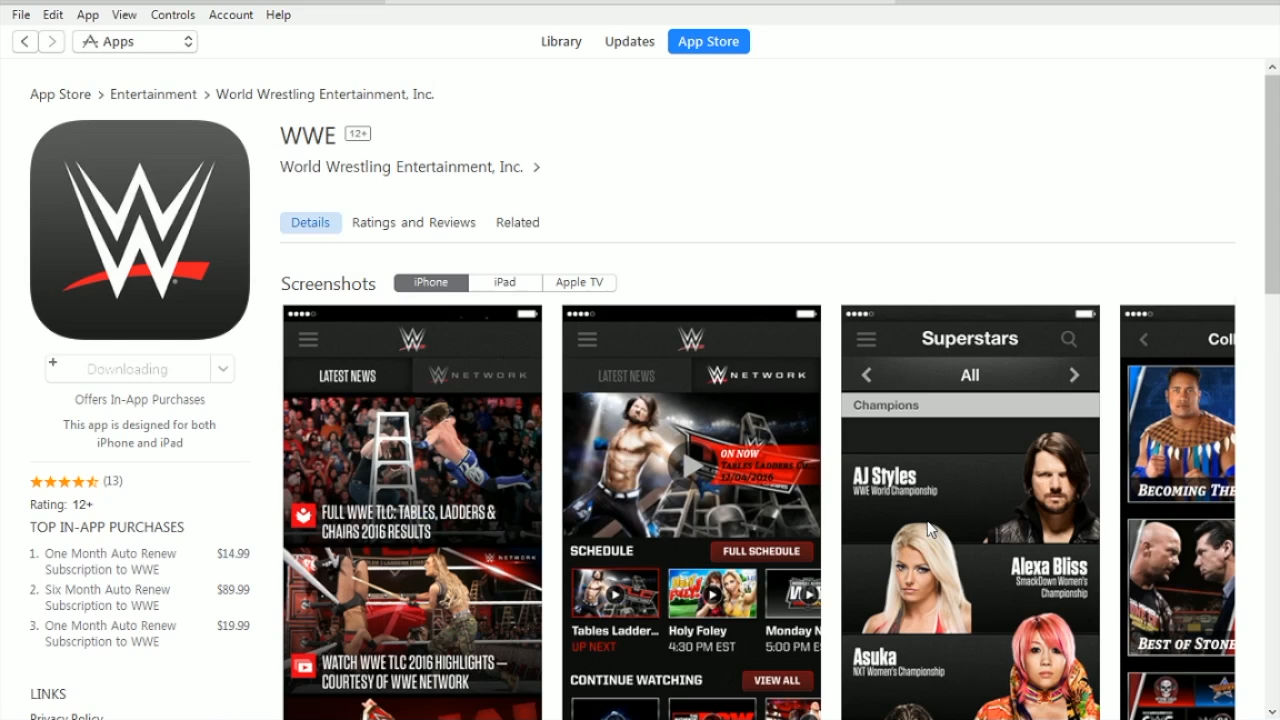 File Edit App View Controls Account Help
Apps
Library Updates App Store
App Store > Entertainment > World Wrestling Entertainment, Inc.
WWE 12+
World Wrestling Entertainment, Inc. >
Details Ratings and Reviews Related
Screenshots iPhone iPad Apple TV
+ Downloading
Offers In-App Purchases
This app is designed for both
iPhone and iPad
(13)
Rating: 12+
TOP IN-APP PURCHASES
1. One Month Auto Renew $14.99
Subscription to WWE
2. Six Month Auto Renew $89.99
Subscription to WWE
3. One Month Auto Renew $19.99
Subscription to WWE
LINKS
Privacy Policy
LATEST NEWS NETWORK
FULL WWE TLC: TABLES, LADDERS &
CHAIRS 2016 RESULTS
NETWORK
WATCH WWE TLC 2016 HIGHLIGHTS —
COURTESY OF WWE NETWORK
LATEST NEWS NETWORK
ON NOW
12/04/2016
SCHEDULE FULL SCHEDULE
Tables Ladder... Holy Foley Monday N
UP NEXT 4:30 PM EST 5:00 PM E
CONTINUE WATCHING VIEW ALL
Superstars
All
Champions
AJ Styles
WWE World Championship
Alexa Bliss
SmackDown Women's
Championship
Asuka
NXT Women's Championship
Coll
BECOMING THE
BEST OF STONE